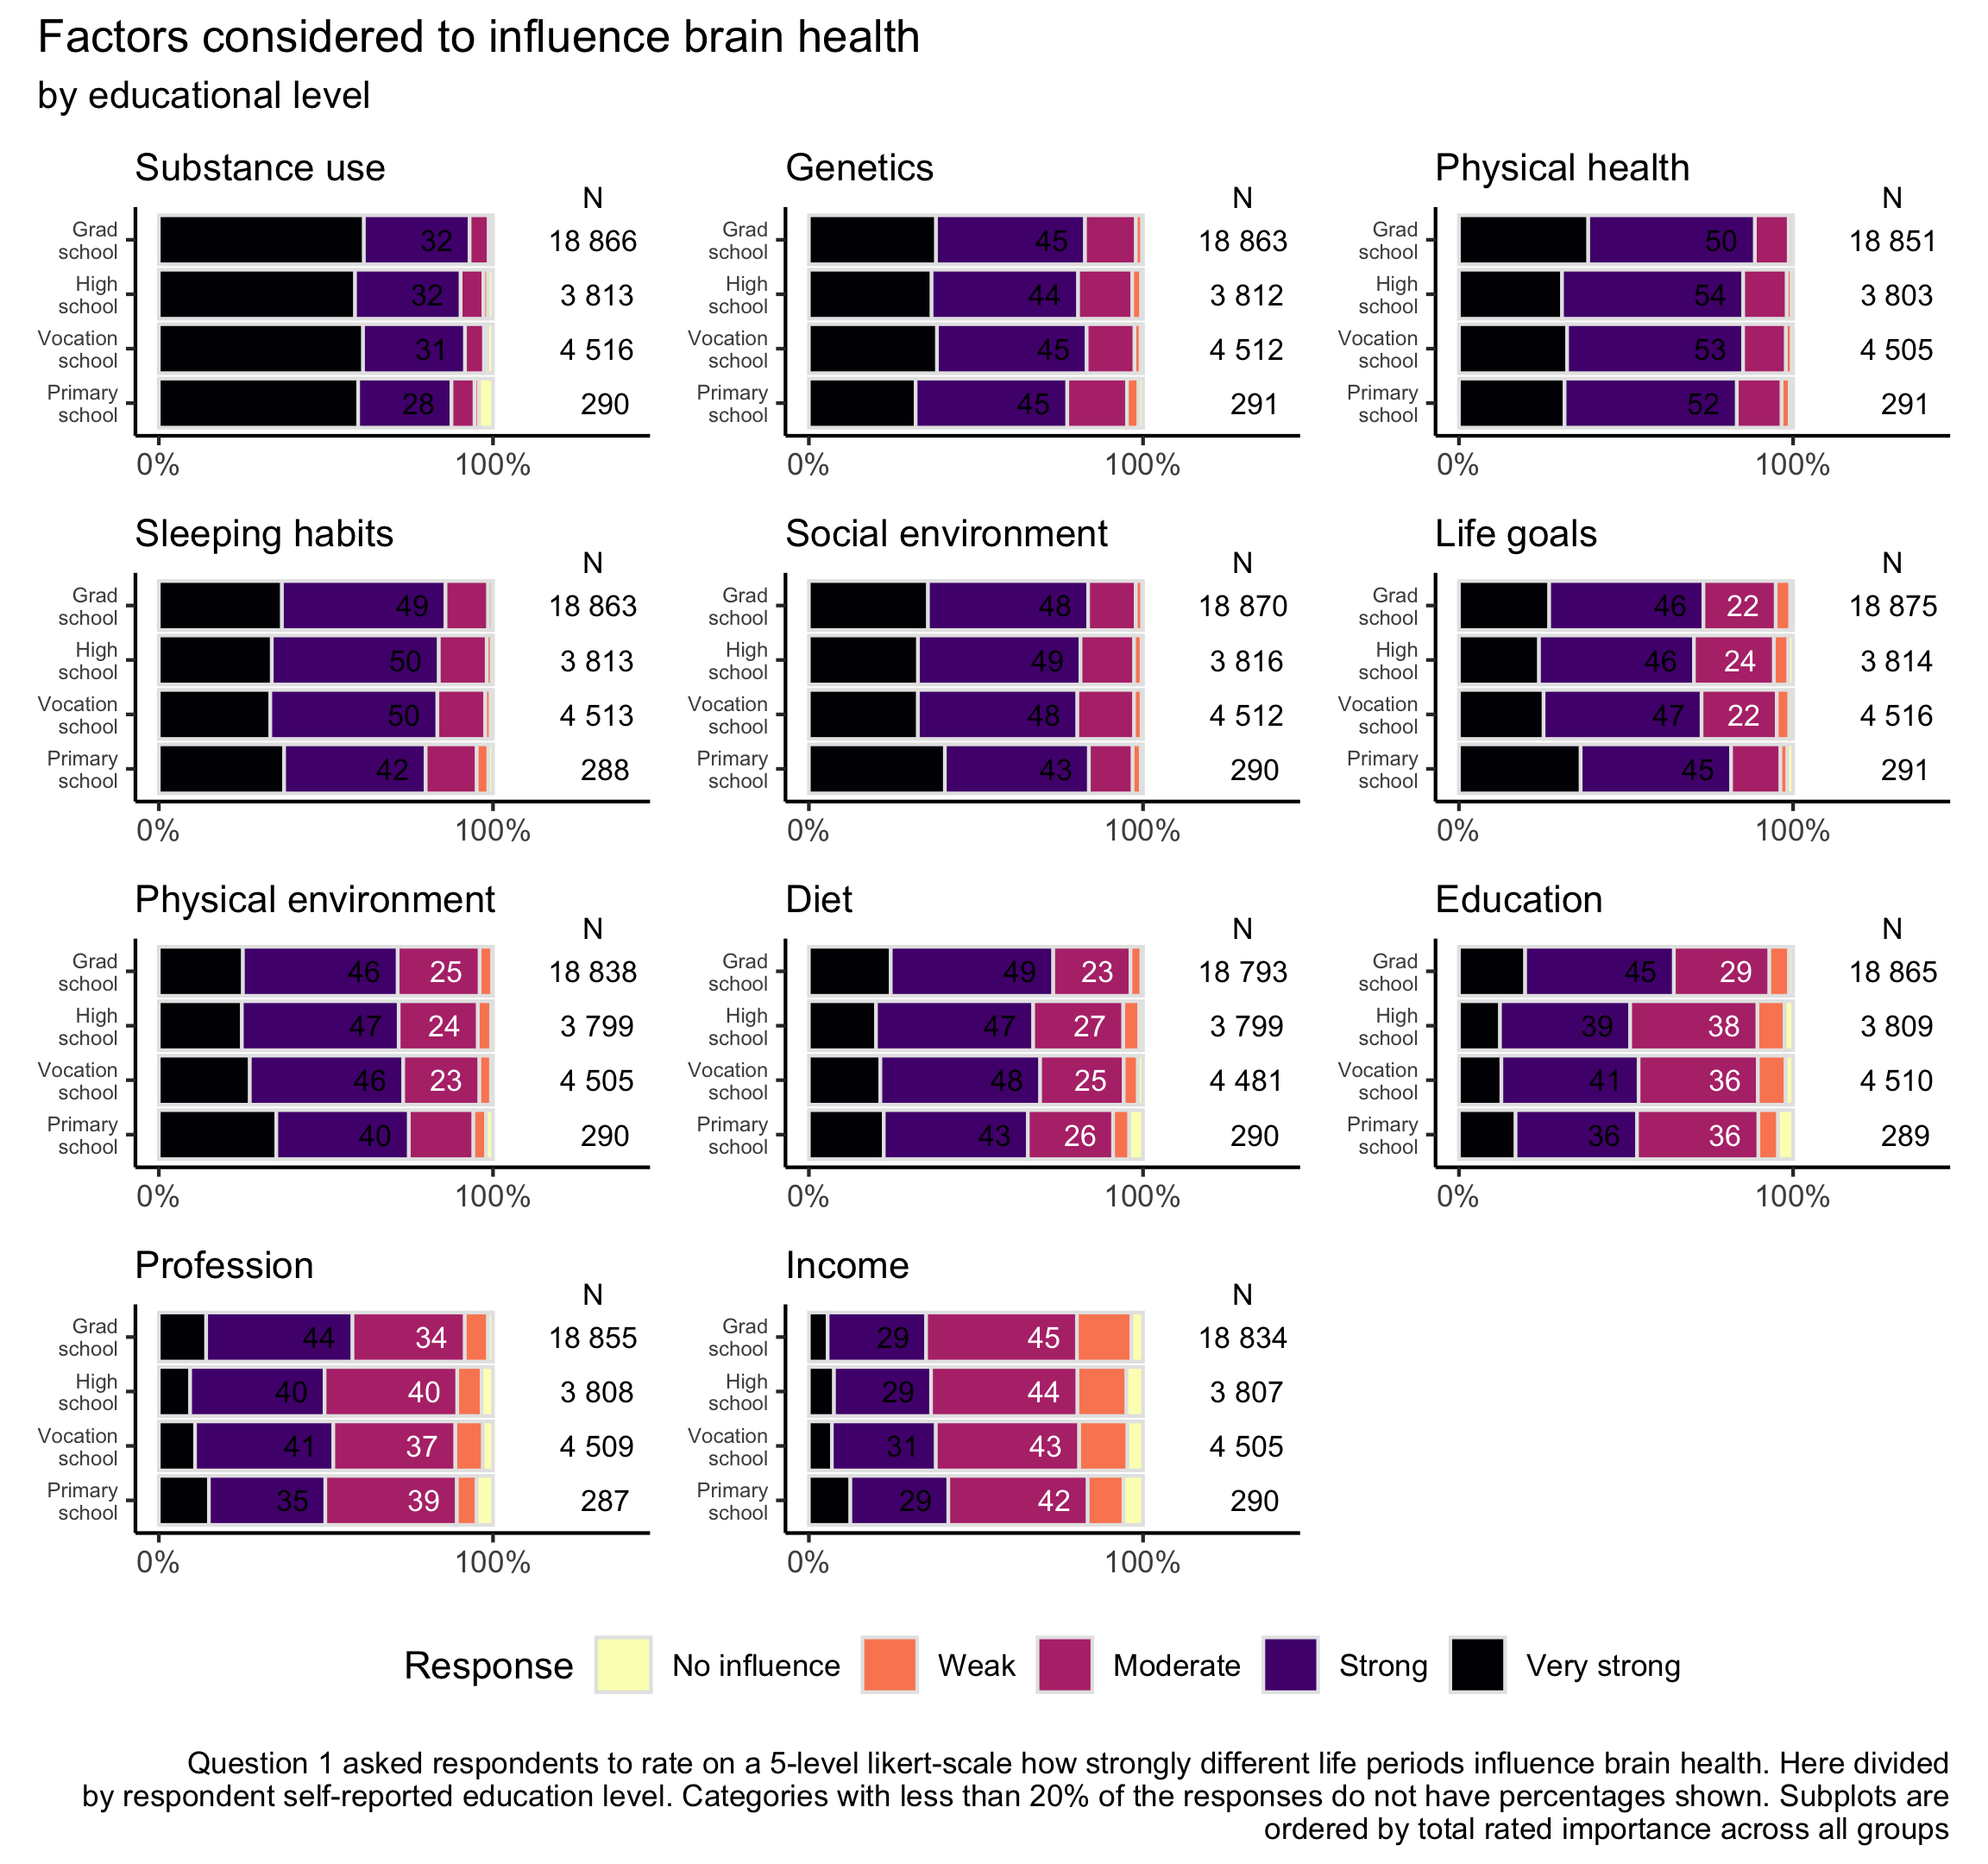 Factors considered to influence brain health
by educational level
Substance use
N
Grad
school
32
18 866
High
school
32
3 813
Vocation
school
31
4 516
Primary
school
28
290
0% 100%
Genetics
N
Grad
school
45
18 863
High
school
44
3 812
Vocation
school
45
4 512
Primary
school
45
291
0% 100%
Physical health
N
Grad
school
50
18 851
High
school
54
3 803
Vocation
school
53
4 505
Primary
school
52
291
0% 100%
Sleeping habits
N
Grad
school
49
18 863
High
school
50
3 813
Vocation
school
50
4 513
Primary
school
42
288
0% 100%
Social environment
N
Grad
school
48
18 870
High
school
49
3 816
Vocation
school
48
4 512
Primary
school
43
290
0% 100%
Life goals
N
Grad
school
46 22
18 875
High
school
46 24
3 814
Vocation
school
47 22
4 516
Primary
school
45
291
0% 100%
Physical environment
N
Grad
school
46 25
18 838
High
school
47 24
3 799
Vocation
school
46 23
4 505
Primary
school
40
290
0% 100%
Diet
N
Grad
school
49 23
18 793
High
school
47 27
3 799
Vocation
school
48 25
4 481
Primary
school
43 26
290
0% 100%
Education
N
Grad
school
45 29
18 865
High
school
39 38
3 809
Vocation
school
41 36
4 510
Primary
school
36 36
289
0% 100%
Profession
N
Grad
school
44 34
18 855
High
school
40 40
3 808
Vocation
school
41 37
4 509
Primary
school
35 39
287
0% 100%
Income
N
Grad
school
29 45
18 834
High
school
29 44
3 807
Vocation
school
31 43
4 505
Primary
school
29 42
290
0% 100%
Response No influence Weak Moderate Strong Very strong
Question 1 asked respondents to rate on a 5-level likert-scale how strongly different life periods influence brain health. Here divided
by respondent self-reported education level. Categories with less than 20% of the responses do not have percentages shown. Subplots are
ordered by total rated importance across all groups